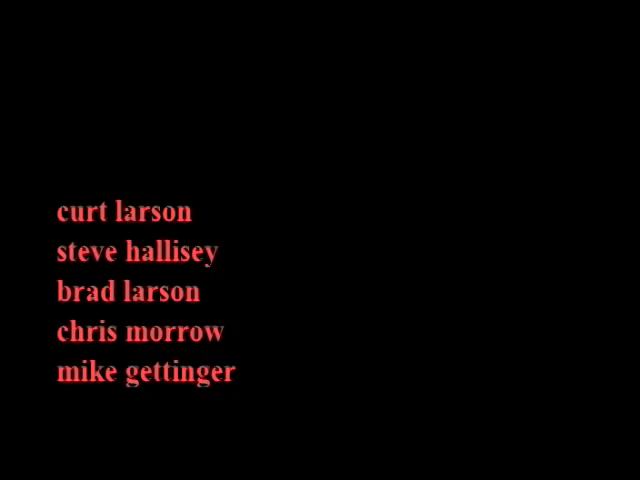 curt larson
steve hallisey
brad larson
chris morrow
mike gettinger